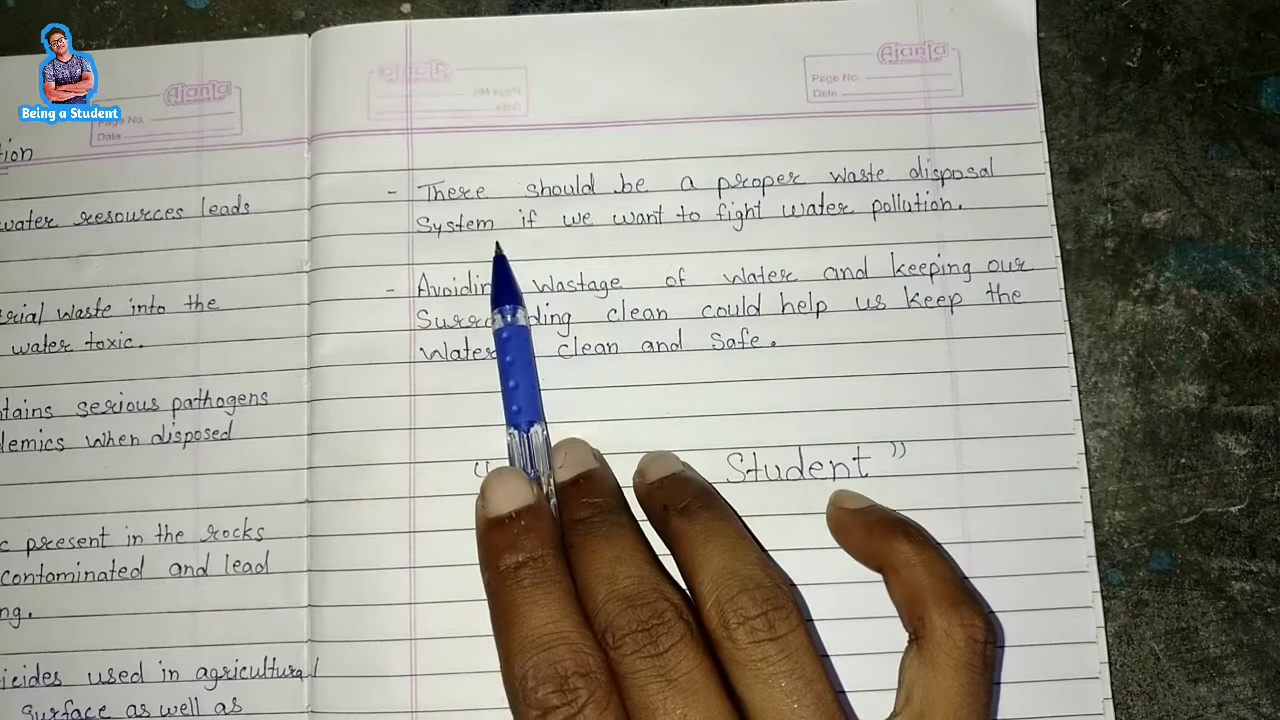 Being a Student
Ajanta
Page No.
Date
tion
water resources leads
erial waste into the
water toxic.
tains serious pathogens
demics when disposed
c present in the rocks
contaminated and lead
ng.
icides used in agricultural
surface as well as
Ajanta
Page No.
Date
- There should be a proper waste disposal
System if we want to fight water pollution.
- Avoidin Wastage of Water and keeping our
Surro ding clean could help us keep the
Water clean and safe.
" Student "